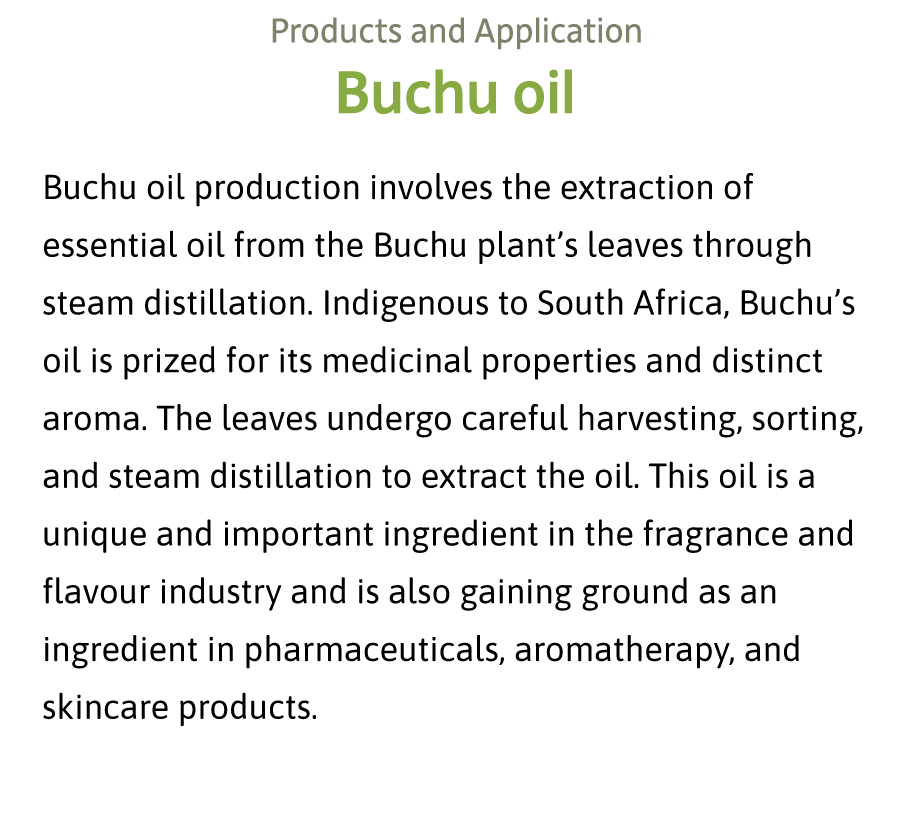 Products and Application
Buchu oil
Buchu oil production involves the extraction of
essential oil from the Buchu plant’s leaves through
steam distillation. Indigenous to South Africa, Buchu’s
oil is prized for its medicinal properties and distinct
aroma. The leaves undergo careful harvesting, sorting,
and steam distillation to extract the oil. This oil is a
unique and important ingredient in the fragrance and
flavour industry and is also gaining ground as an
ingredient in pharmaceuticals, aromatherapy, and
skincare products.